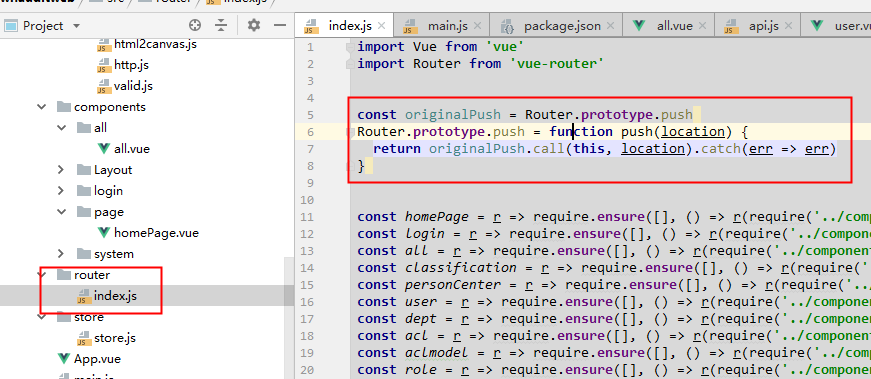 src router index.js
Project
html2canvas.js
http.js
valid.js
components
all
all.vue
Layout
login
page
homePage.vue
system
router
index.js
store
store.js
App.vue
index.js main.js package.json all.vue api.js
1 import Vue from 'vue'
2 import Router from 'vue-router'
3
4
5 const originalPush = Router.prototype.push
6 Router.prototype.push = function push(location) {
7 return originalPush.call(this, location).catch(err => err)
8 }
9
10
11 const homePage = r => require.ensure([], () => r(require('../comp
12 const login = r => require.ensure([], () => r(require('../componen
13 const all = r => require.ensure([], () => r(require('../component
14 const classification = r => require.ensure([], () => r(require('.
15 const personCenter = r => require.ensure([], () => r(require('../
16 const user = r => require.ensure([], () => r(require('../componen
17 const dept = r => require.ensure([], () => r(require('../componen
18 const acl = r => require.ensure([], () => r(require('../component
19 const aclmodel = r => require.ensure([], () => r(require('../comp
20 const role = r => require.ensure([], () => r(require('../componen